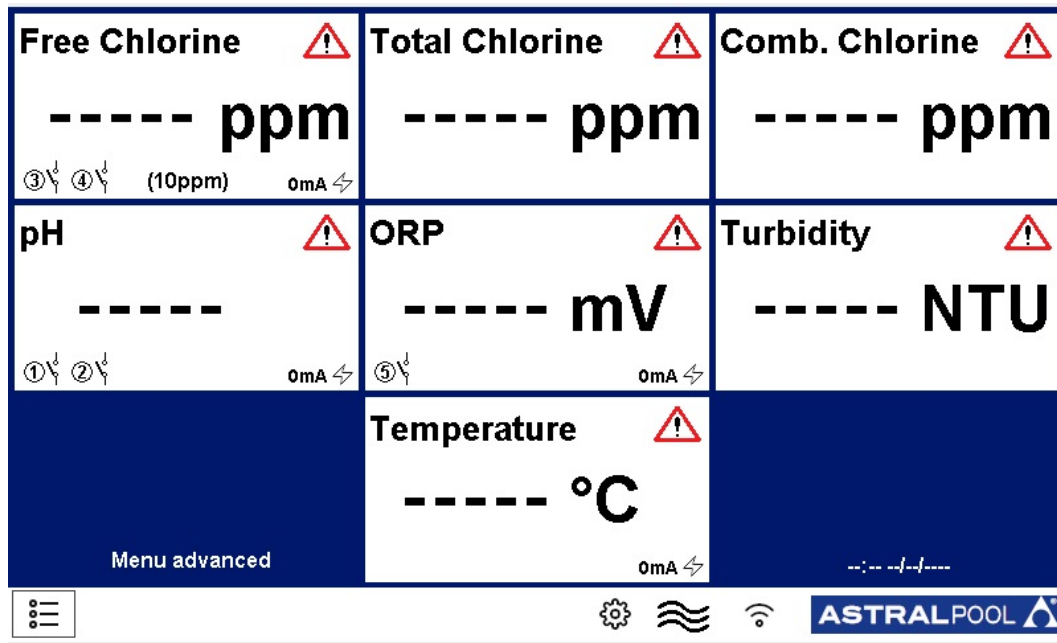 Free Chlorine
Total Chlorine
Comb. Chlorine
----- ppm
----- ppm
----- ppm
③ ④ (10ppm) 0mA
pH
ORP
Turbidity
-----
----- mV
----- NTU
① ② 0mA
⑤ 0mA
Temperature
----- °C
Menu advanced
0mA
--:-- --/--/----
ASTRALPOOL